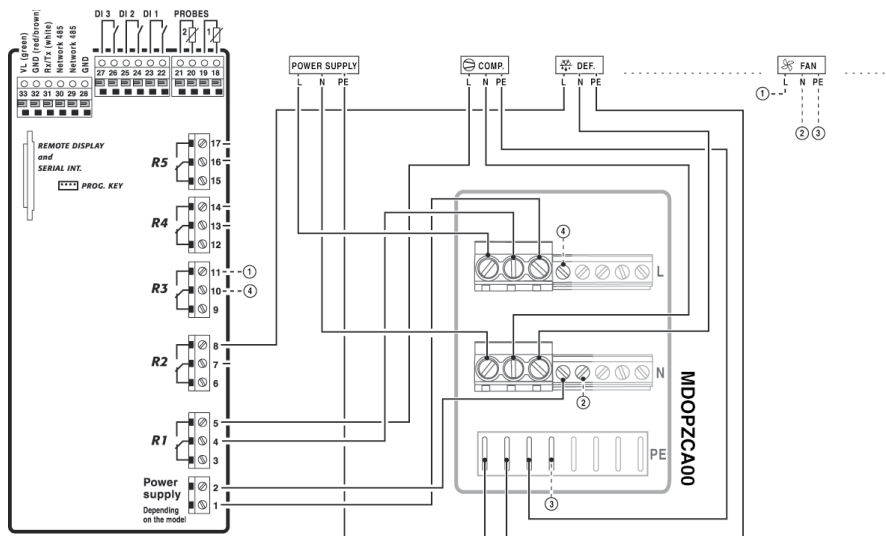 DI 3 DI 2 DI 1 PROBES
2 1
VL (green)
GND (red/brown)
Rx/Tx (white)
Network 485
Network 485
GND
27 26 25 24 23 22 21 20 19 18
33 32 31 30 29 28
REMOTE DISPLAY
and
SERIAL INT.
PROG. KEY
R5
17
16
15
R4
14
13
12
R3
11 1
10 4
9
R2
8
7
6
R1
5
4
3
Power
supply
Depending
on the model
2
1
POWER SUPPLY
L N PE
COMP.
L N PE
DEF.
L N PE
FAN
L N PE
1
2 3
4
L
N
2
PE
3
MDOPZCA00